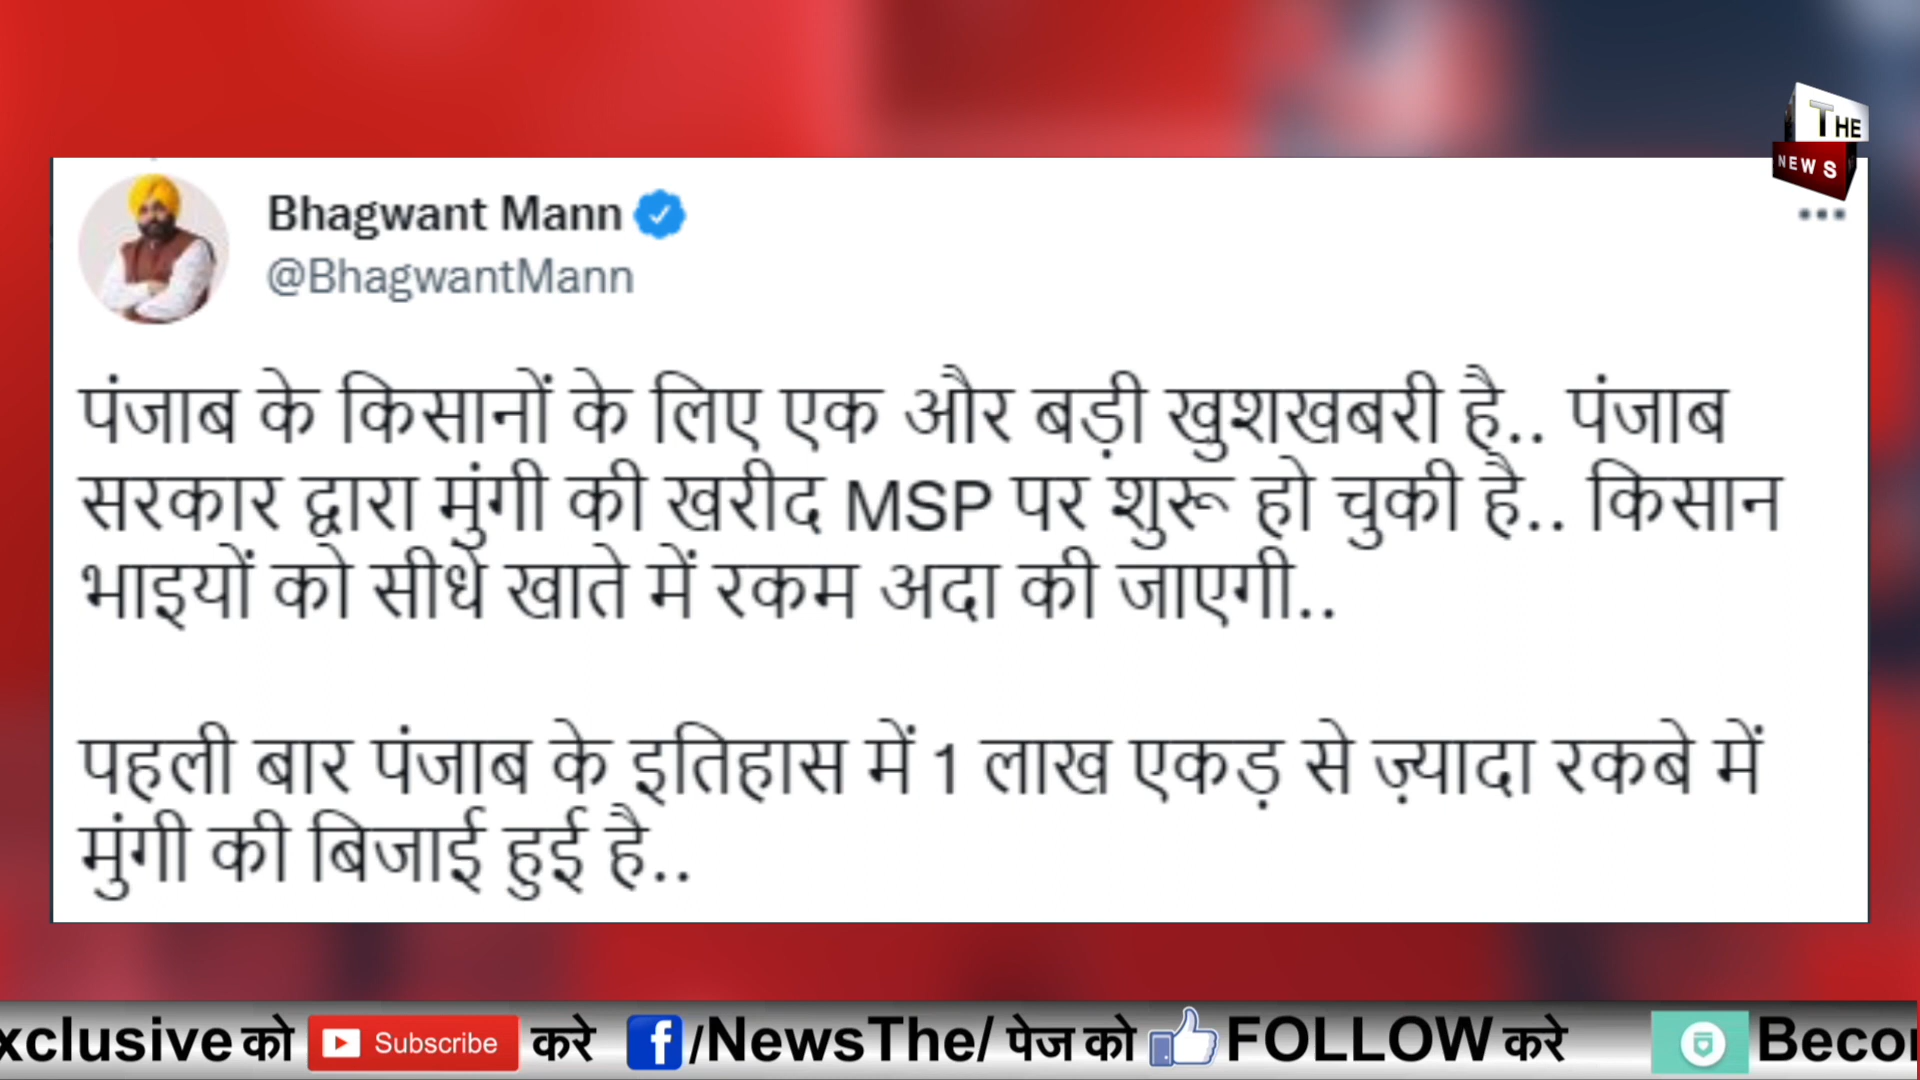 THE
NEWS
Bhagwant Mann
@BhagwantMann
पंजाब के किसानों के लिए एक और बड़ी खुशखबरी है.. पंजाब
सरकार द्वारा मुंगी की खरीद MSP पर शुरू हो चुकी है.. किसान
भाइयों को सीधे खाते में रकम अदा की जाएगी..
पहली बार पंजाब के इतिहास में 1 लाख एकड़ से ज़्यादा रकबे में
मुंगी की बिजाई हुई है..
xclusive को Subscribe करे f/NewsThe/ पेज को FOLLOW करे Becor